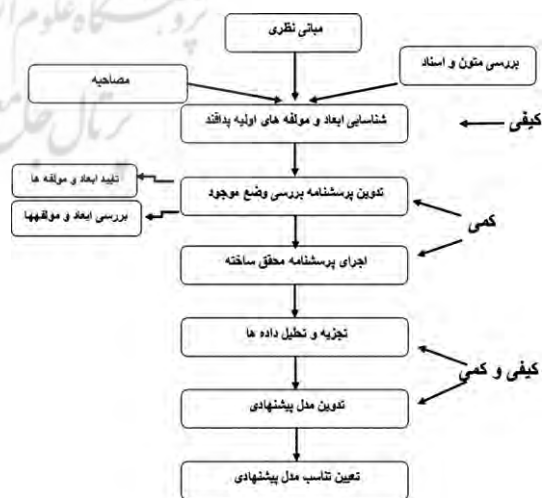 مبانی نظری
بررسی متون و اسناد
مصاحبه
شناسایی ابعاد و مولفه های اولیه پدافند
کیفی
تدوین پرسشنامه بررسی وضع موجود
تایید ابعاد و مولفه ها
بررسی ابعاد و مولفهها
کمی
اجرای پرسشنامه محقق ساخته
تجزیه و تحلیل داده ها
کیفی و کمی
تدوین مدل پیشنهادی
تعیین تناسب مدل پیشنهادی